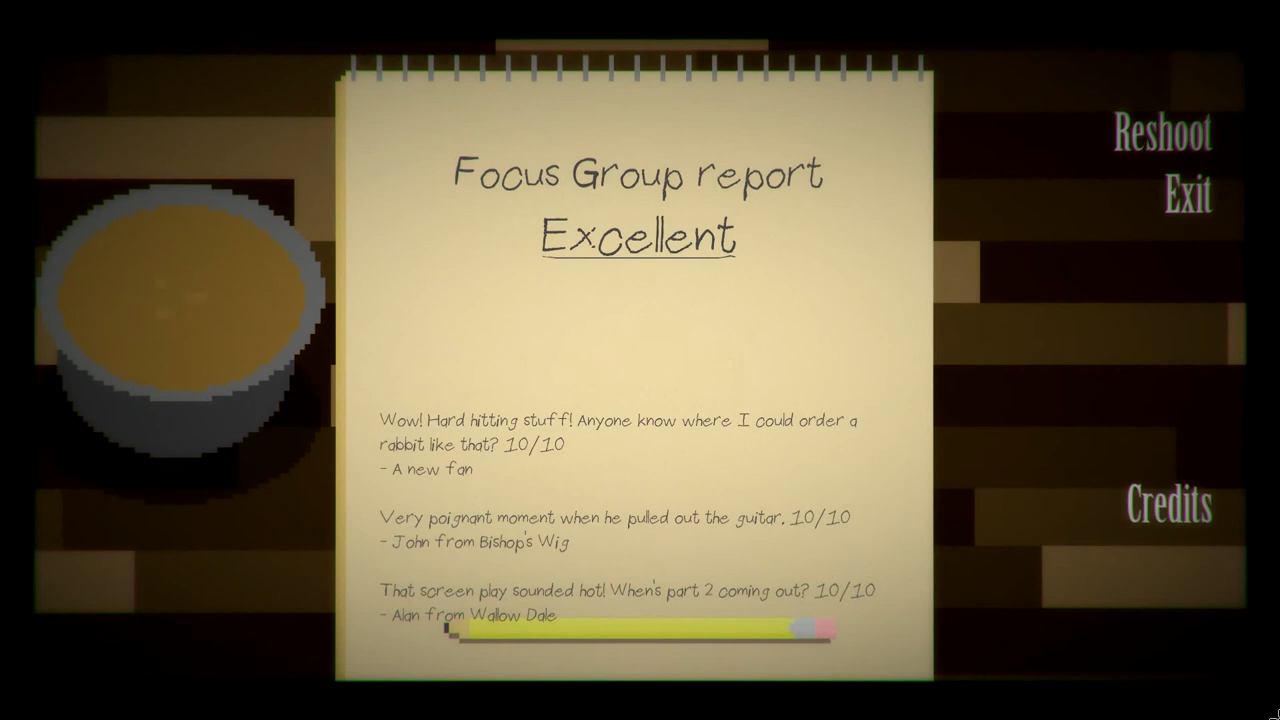 Focus Group report
Excellent
Wow! Hard hitting stuff! Anyone know where I could order a
rabbit like that? 10/10
- A new fan
Very poignant moment when he pulled out the guitar. 10/10
- John from Bishop's Wig
That screen play sounded hot! When's part 2 coming out? 10/10
- Alan from Wallow Dale
Reshoot
Exit
Credits